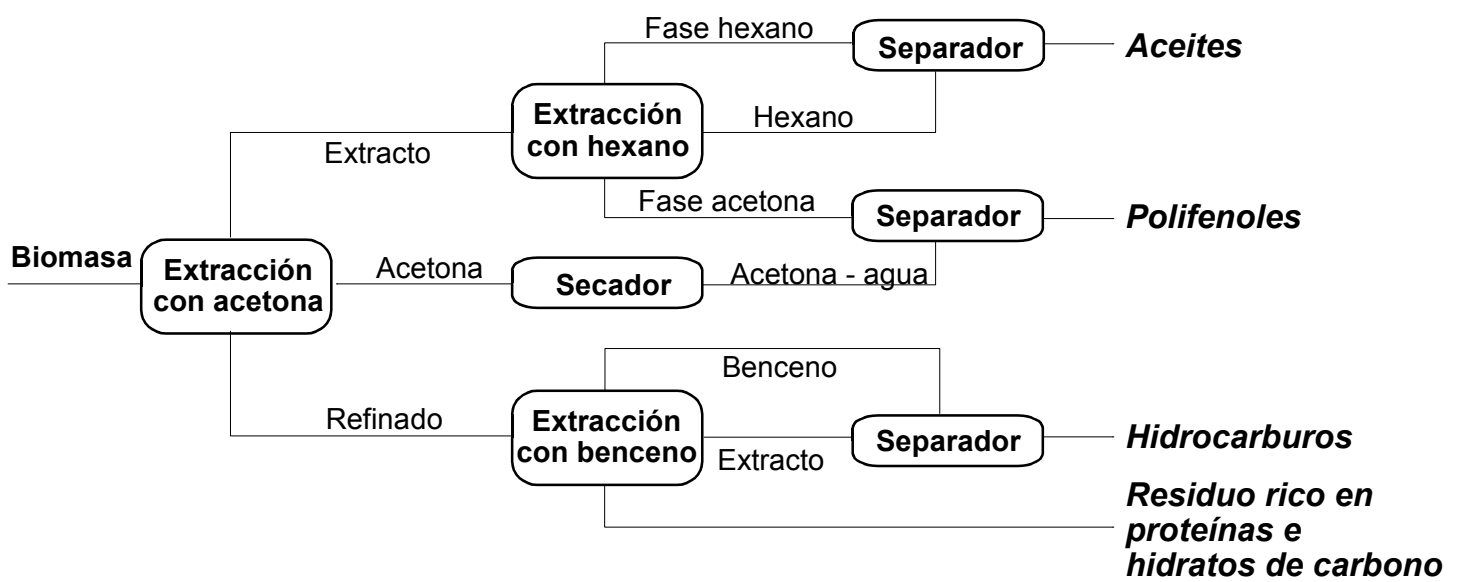 Fase hexano
Separador
Aceites
Extracción
con hexano
Hexano
Extracto
Fase acetona
Separador
Polifenoles
Biomasa
Extracción
con acetona
Acetona
Secador
Acetona - agua
Benceno
Refinado
Extracción
con benceno
Extracto
Separador
Hidrocarburos
Residuo rico en
proteínas e
hidratos de carbono